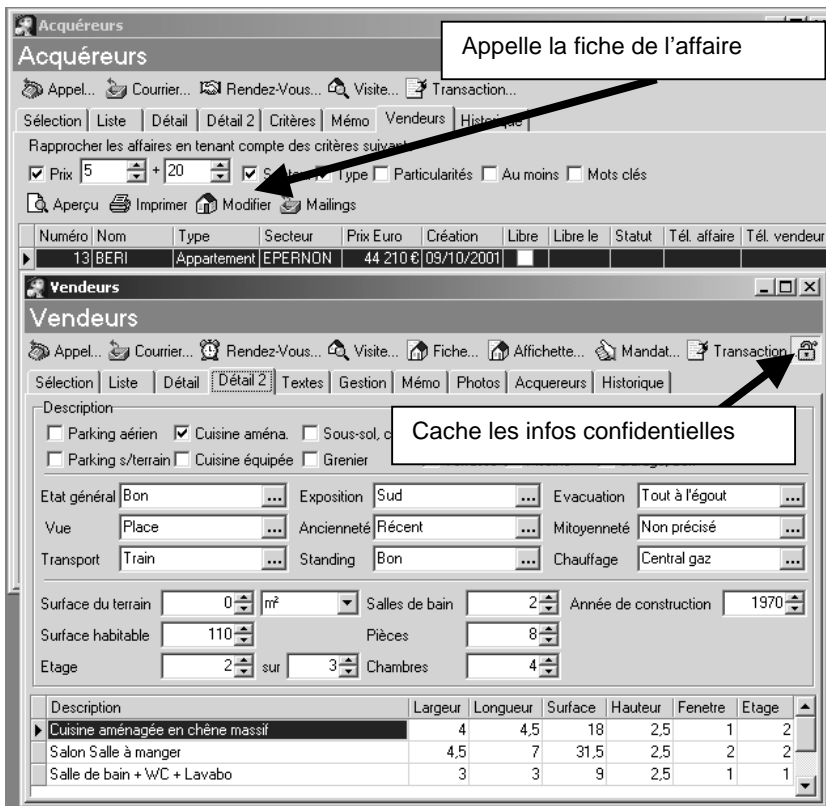 Acquéreurs
Acquéreurs
Appelle la fiche de l'affaire
Appel... Courrier... Rendez-Vous... Visite... Transaction...
Sélection Liste Détail Détail 2 Critères Mémo Vendeurs Historique
Rapprocher les affaires en tenant compte des critères suivant
Prix 5 + 20 Type Particularités Au moins Mots clés
Aperçu Imprimer Modifier Mailings
Numéro Nom Type Secteur Prix Euro Création Libre Libre le Statut Tél. affaire Tél. vendeur
13 BERI Appartement EPERNON 44 210 € 09/10/2001
Vendeurs
Vendeurs
Appel... Courrier... Rendez-Vous... Visite... Fiche... Affichette... Mandat... Transaction
Sélection Liste Détail Détail 2 Textes Gestion Mémo Photos Acquereurs Historique
Description
Parking aérien Cuisine aména. Sous-sol, c
Cache les infos confidentielles
Parking s/terrain Cuisine équipée Grenier
Etat général Bon ... Exposition Sud ... Evacuation Tout à l'égout ...
Vue Place ... Ancienneté Récent ... Mitoyenneté Non précisé ...
Transport Train ... Standing Bon ... Chauffage Central gaz ...
Surface du terrain 0 m² Salles de bain 2 Année de construction 1970
Surface habitable 110 Pièces 8
Etage 2 sur 3 Chambres 4
Description Largeur Longueur Surface Hauteur Fenetre Etage
Cuisine aménagée en chêne massif 4 4,5 18 2,5 1 2
Salon Salle à manger 4,5 7 31,5 2,5 2 2
Salle de bain + WC + Lavabo 3 3 9 2,5 1 1